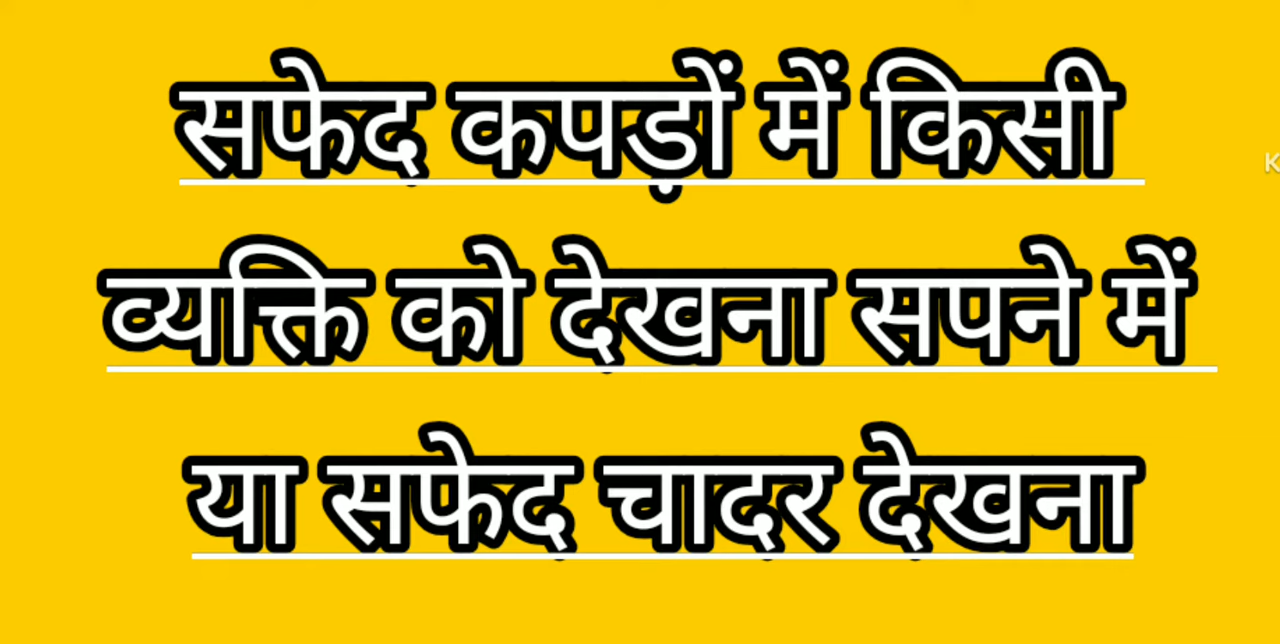 सफेद कपड़ों में किसी
व्यक्ति को देखना सपने में
या सफेद चादर देखना